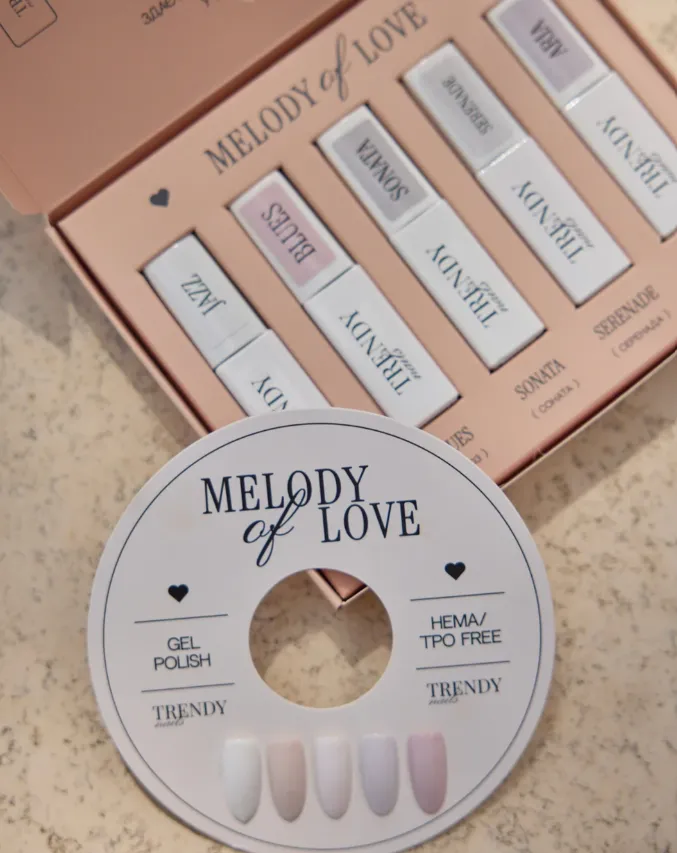 MELODY of LOVE
JAZZ
BLUES
SONATA
SERENADE
ARIA
TRENDY
nails
TRENDY
nails
TRENDY
nails
TRENDY
nails
SONATA
( СОНАТА )
SERENADE
( СЕРЕНАДА )
MELODY
of LOVE
GEL
POLISH
TRENDY
nails
HEMA/
TPO FREE
TRENDY
nails